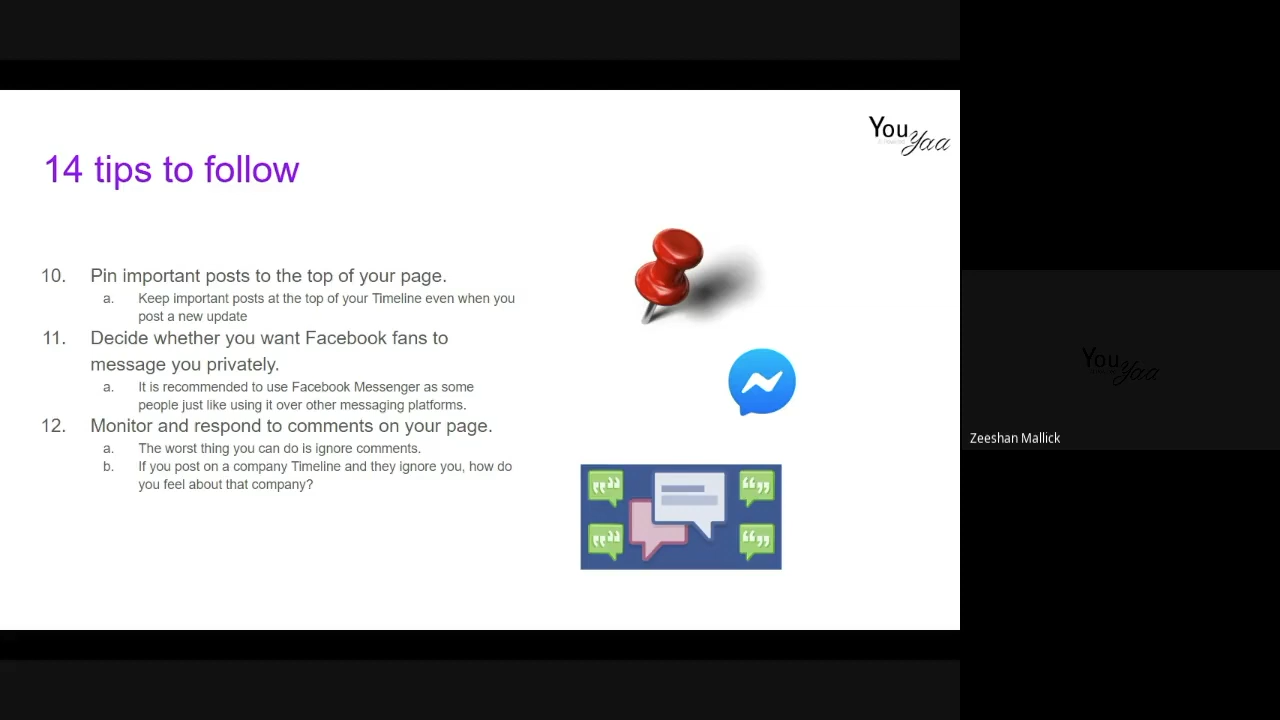 You
Yaa
14 tips to follow
10. Pin important posts to the top of your page.
a. Keep important posts at the top of your Timeline even when you
post a new update
11. Decide whether you want Facebook fans to
message you privately.
a. It is recommended to use Facebook Messenger as some
people just like using it over other messaging platforms.
12. Monitor and respond to comments on your page.
a. The worst thing you can do is ignore comments.
b. If you post on a company Timeline and they ignore you, how do
you feel about that company?
You
Yaa
Zeeshan Mallick